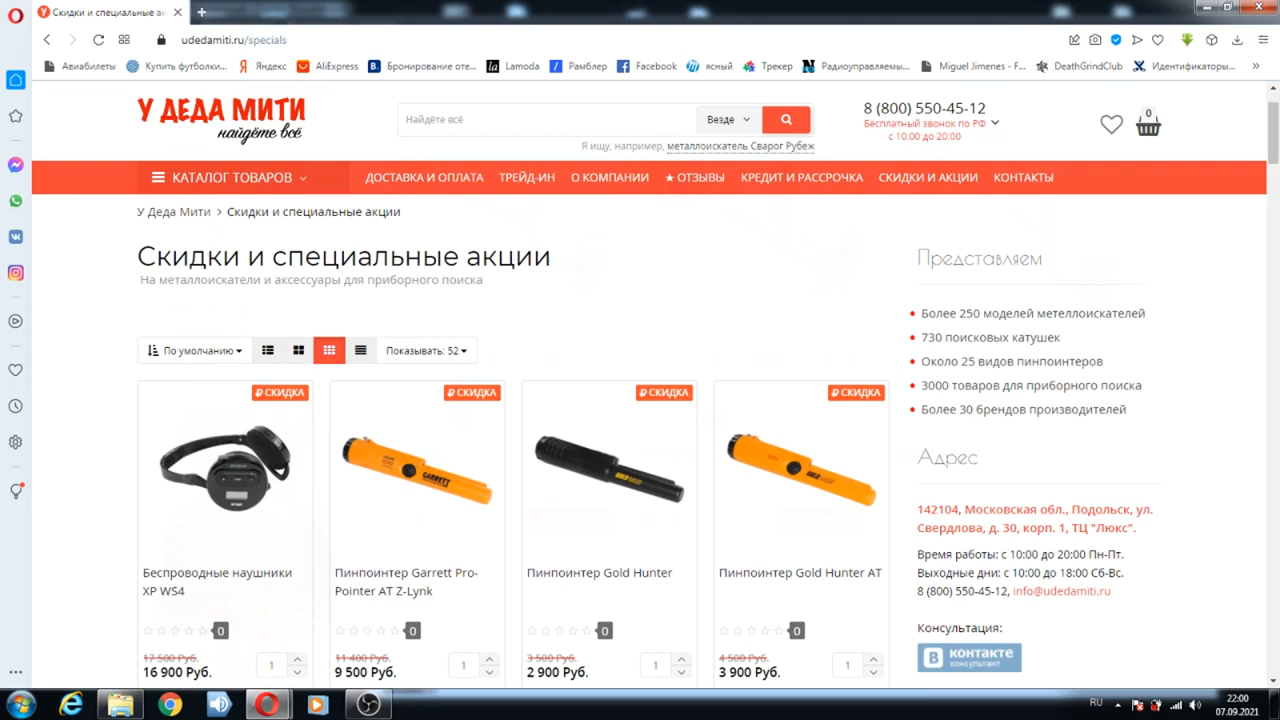 Скидки и специальные ак
udedamiti.ru/specials
Авиабилеты
Купить футболки...
Яндекс
AliExpress
Бронирование оте...
Lamoda
Рамблер
Facebook
ясный
Трекер
Радиоуправляемы...
Miguel Jimenes - F...
DeathGrindClub
Идентификаторы...
У ДЕДА МИТИ
найдёте всё
Найдёте всё
Везде
Я ищу, например, металлоискатель Сварог Рубеж
8 (800) 550-45-12
Бесплатный звонок по РФ
с 10:00 до 20:00
0
КАТАЛОГ ТОВАРОВ
ДОСТАВКА И ОПЛАТА
ТРЕЙД-ИН
О КОМПАНИИ
★ ОТЗЫВЫ
КРЕДИТ И РАССРОЧКА
СКИДКИ И АКЦИИ
КОНТАКТЫ
У Деда Мити > Скидки и специальные акции
Скидки и специальные акции
На металлоискатели и аксессуары для приборного поиска
По умолчанию
Показывать: 52
₽ СКИДКА
₽ СКИДКА
₽ СКИДКА
₽ СКИДКА
GARRETT
Беспроводные наушники
XP WS4
0
17 500 Руб.
16 900 Руб.
1
Пинпоинтер Garrett Pro-
Pointer AT Z-Lynk
0
11 400 Руб.
9 500 Руб.
1
Пинпоинтер Gold Hunter
0
3 500 Руб.
2 900 Руб.
1
Пинпоинтер Gold Hunter AT
0
4 500 Руб.
3 900 Руб.
1
Представляем
Более 250 моделей метеллоискателей
730 поисковых катушек
Около 25 видов пинпоинтеров
3000 товаров для приборного поиска
Более 30 брендов производителей
Адрес
142104, Московская обл., Подольск, ул.
Свердлова, д. 30, корп. 1, ТЦ "Люкс".
Время работы: с 10:00 до 20:00 Пн-Пт.
Выходные дни: с 10:00 до 18:00 Сб-Вс.
8 (800) 550-45-12, info@udedamiti.ru
Консультация:
В контакте
консультант
RU
22:00
07.09.2021